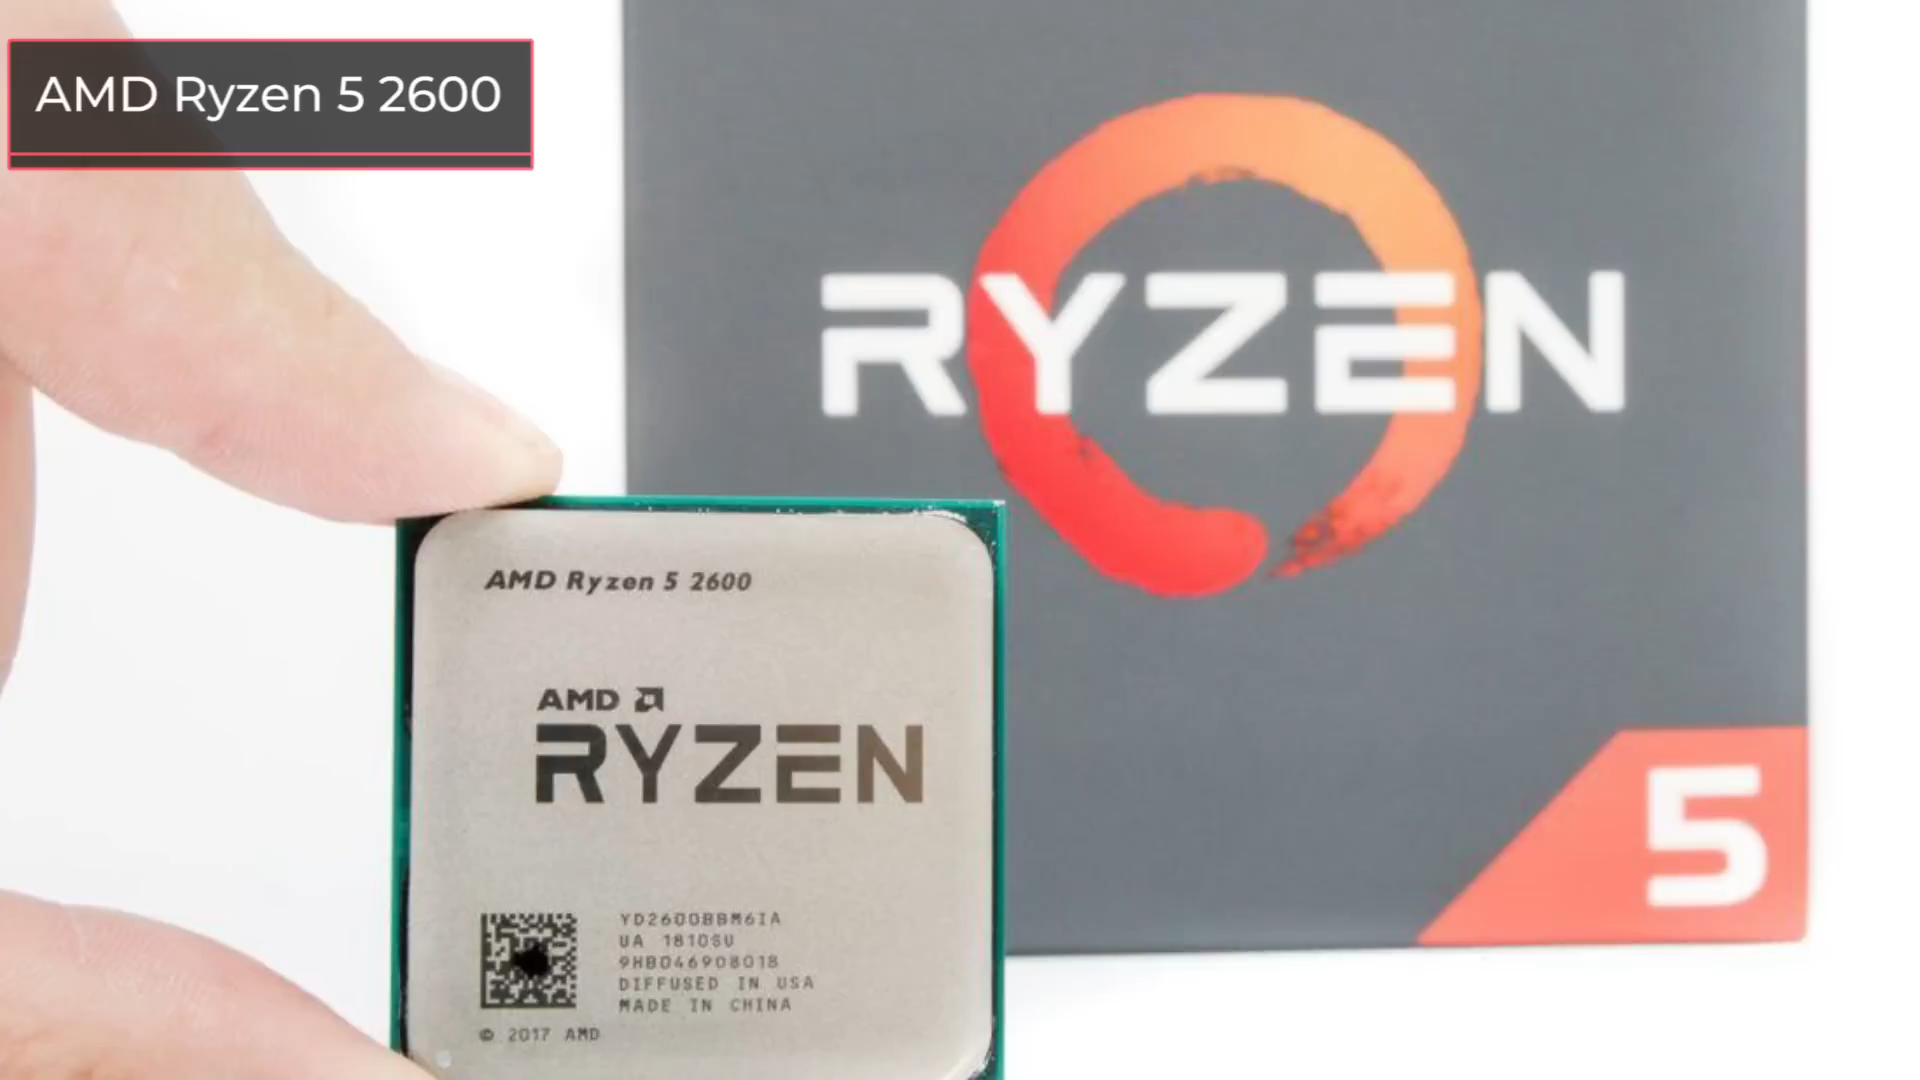 AMD Ryzen 5 2600
RYZEN
5
AMD Ryzen 5 2600
AMD
RYZEN
YD2600BBM6IA
UA 1810SU
9HB0469O8018
DIFFUSED IN USA
MADE IN CHINA
© 2017 AMD